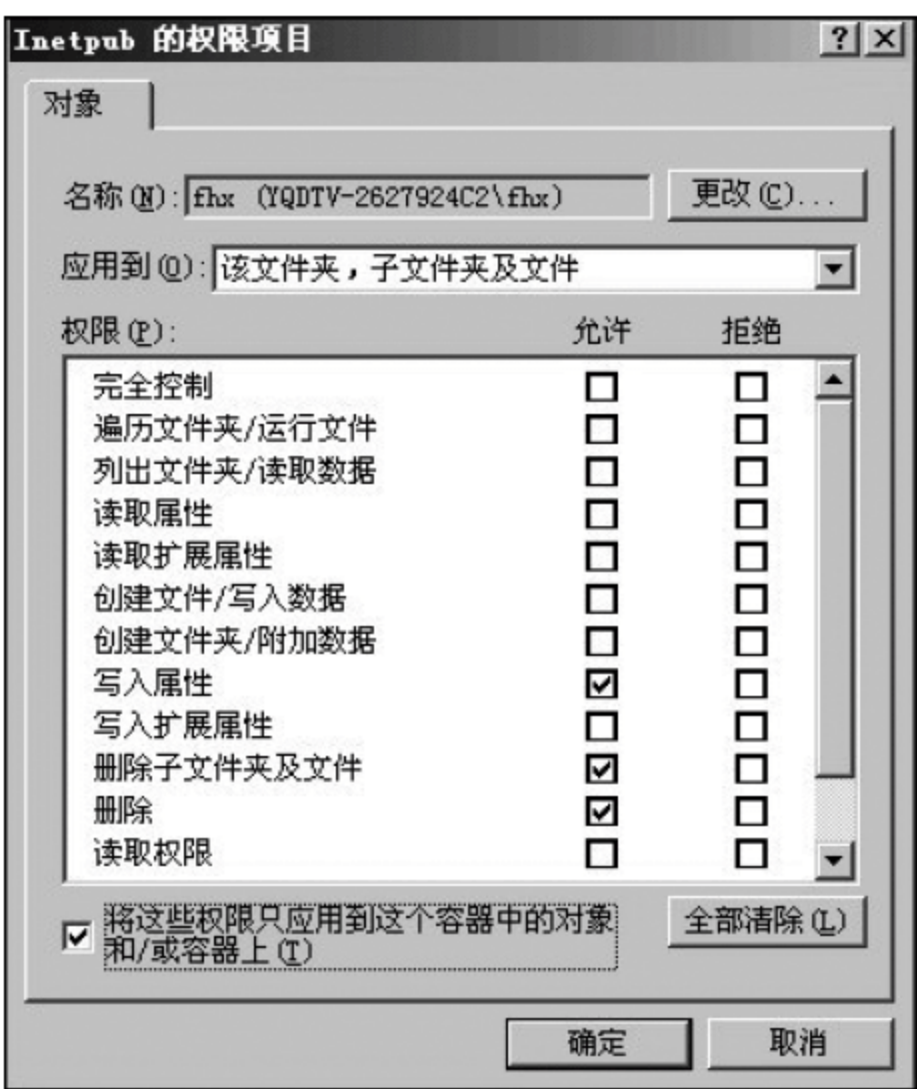 Inetpub 的权限项目
对象
名称(N): fhx (YQDTV-2627924C2\fhx) 更改(C)...
应用到(O): 该文件夹，子文件夹及文件
权限(P): 允许 拒绝
完全控制
遍历文件夹/运行文件
列出文件夹/读取数据
读取属性
读取扩展属性
创建文件/写入数据
创建文件夹/附加数据
写入属性
写入扩展属性
删除子文件夹及文件
删除
读取权限
将这些权限只应用到这个容器中的对象
和/或容器上(T)
全部清除(L)
确定 取消